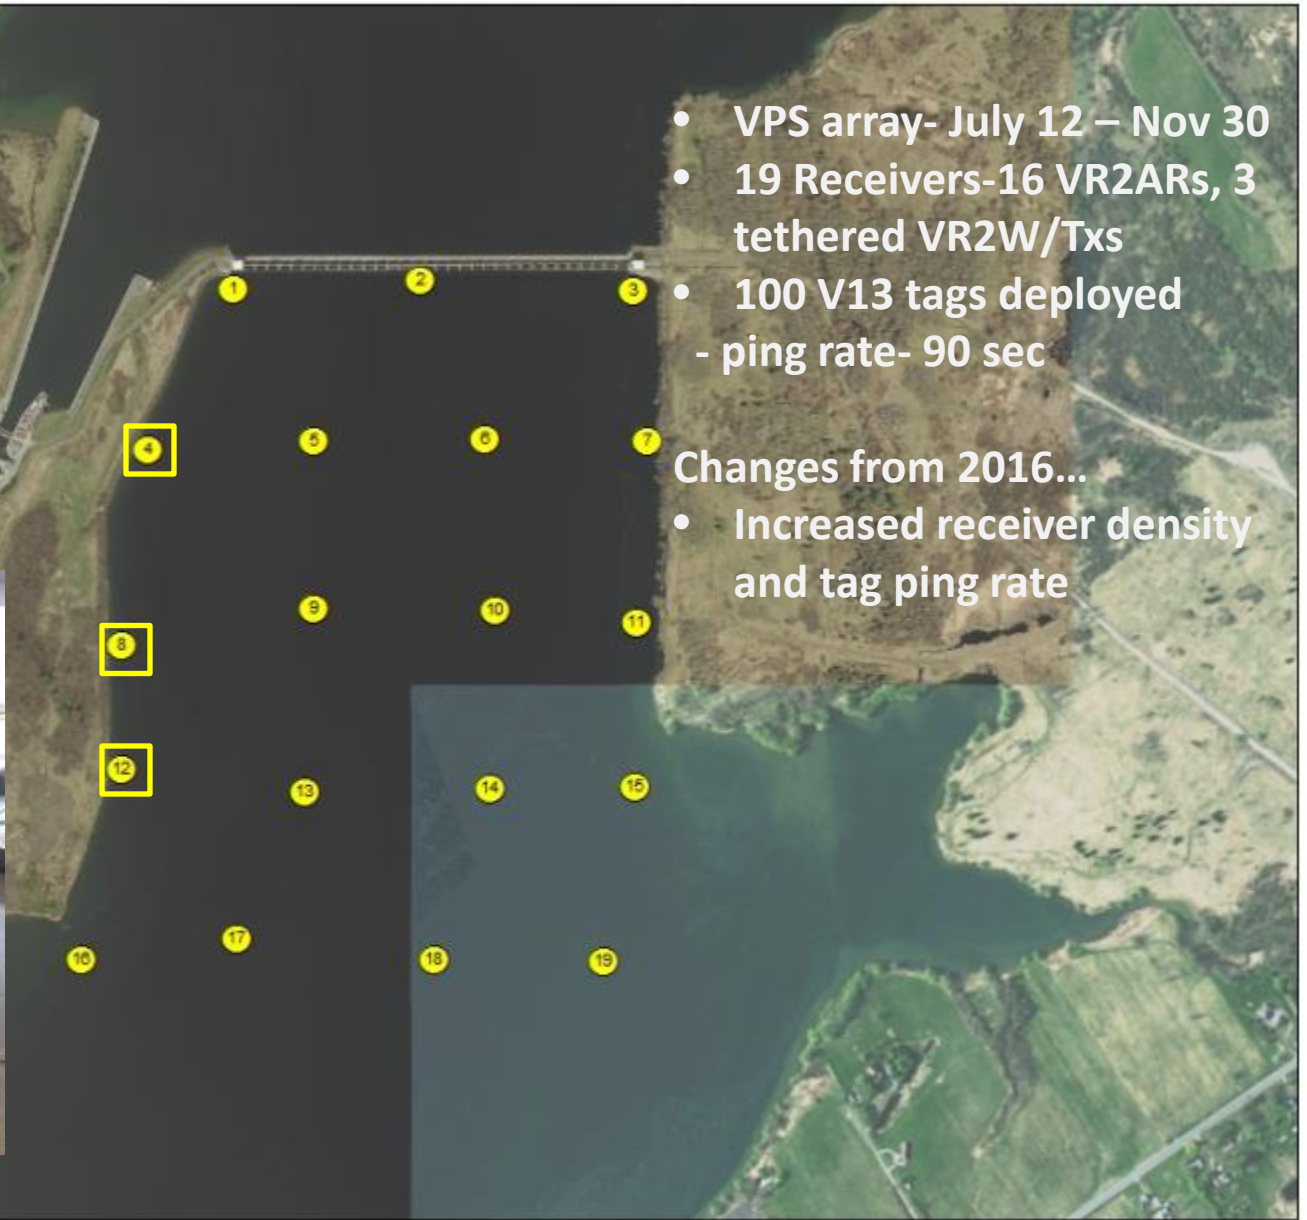 • VPS array- July 12 – Nov 30
• 19 Receivers-16 VR2ARs, 3
tethered VR2W/Txs
• 100 V13 tags deployed
- ping rate- 90 sec
Changes from 2016…
• Increased receiver density
and tag ping rate
1
2
3
4
5
6
7
8
9
10
11
12
13
14
15
16
17
18
19